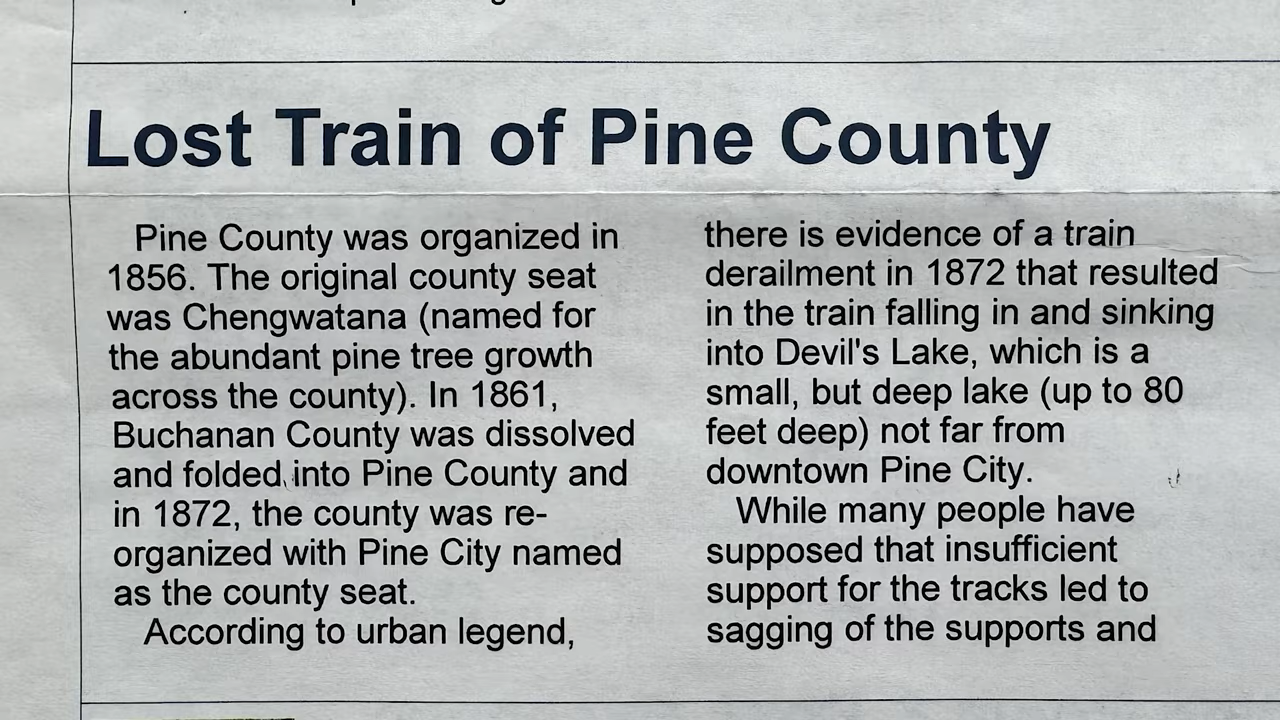 Lost Train of Pine County
Pine County was organized in
1856. The original county seat
was Chengwatana (named for
the abundant pine tree growth
across the county). In 1861,
Buchanan County was dissolved
and folded into Pine County and
in 1872, the county was re-
organized with Pine City named
as the county seat.
According to urban legend,
there is evidence of a train
derailment in 1872 that resulted
in the train falling in and sinking
into Devil's Lake, which is a
small, but deep lake (up to 80
feet deep) not far from
downtown Pine City.
While many people have
supposed that insufficient
support for the tracks led to
sagging of the supports and